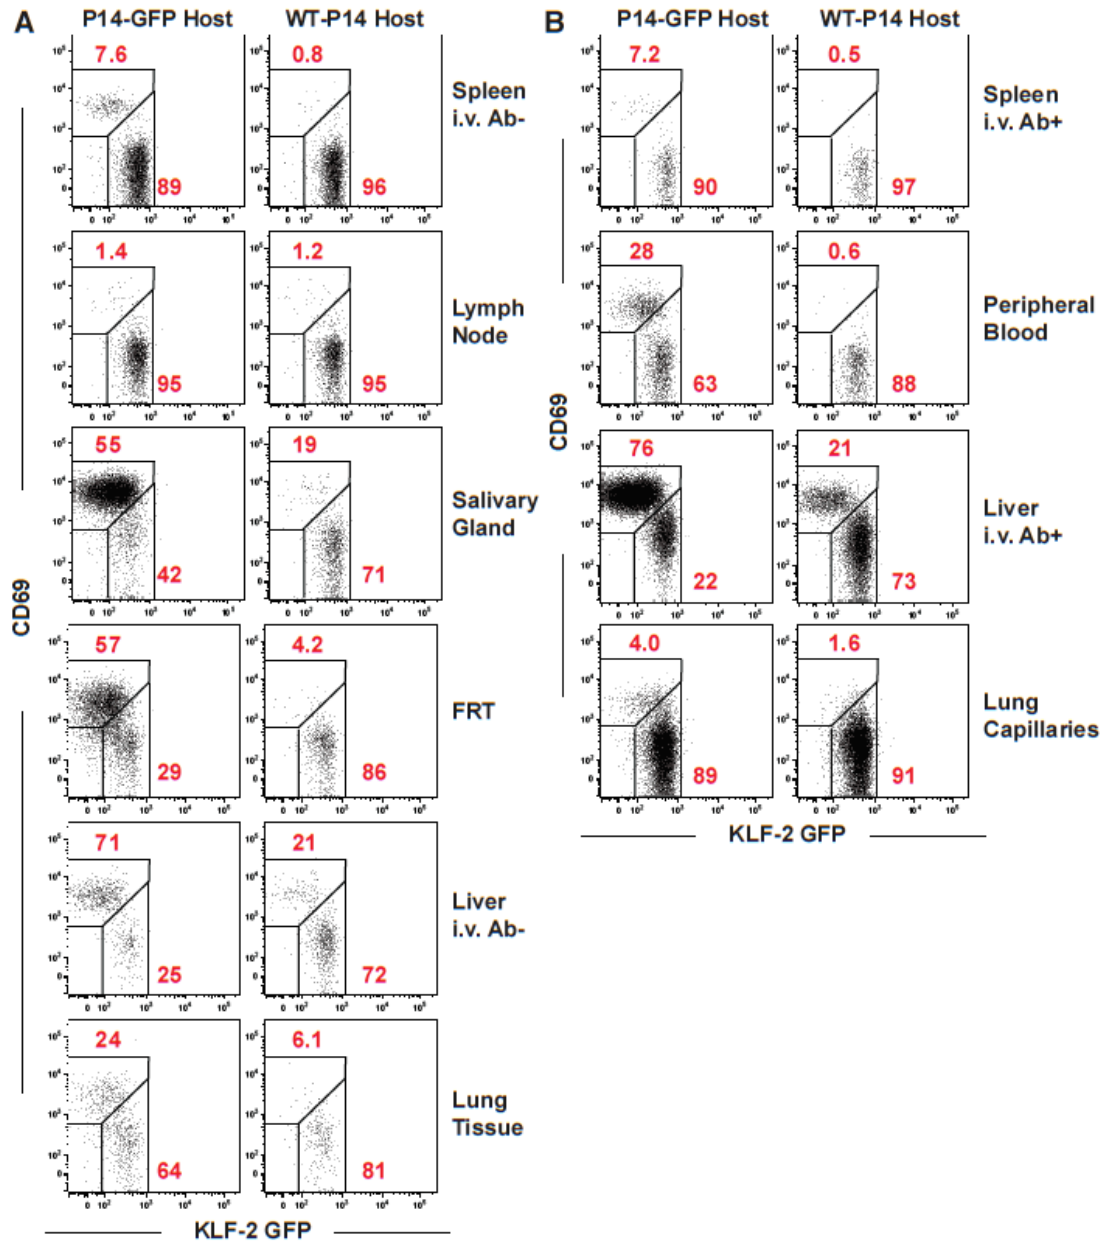 A
P14-GFP Host
WT-P14 Host
7.6
0.8
Spleen
i.v. Ab-
89
96
1.4
1.2
Lymph
Node
95
95
55
19
Salivary
Gland
42
71
57
4.2
FRT
29
86
71
21
Liver
i.v. Ab-
25
72
24
6.1
Lung
Tissue
64
81
CD69
KLF-2 GFP
B
P14-GFP Host
WT-P14 Host
7.2
0.5
Spleen
i.v. Ab+
90
97
28
0.6
Peripheral
Blood
63
88
76
21
Liver
i.v. Ab+
22
73
4.0
1.6
Lung
Capillaries
89
91
CD69
KLF-2 GFP